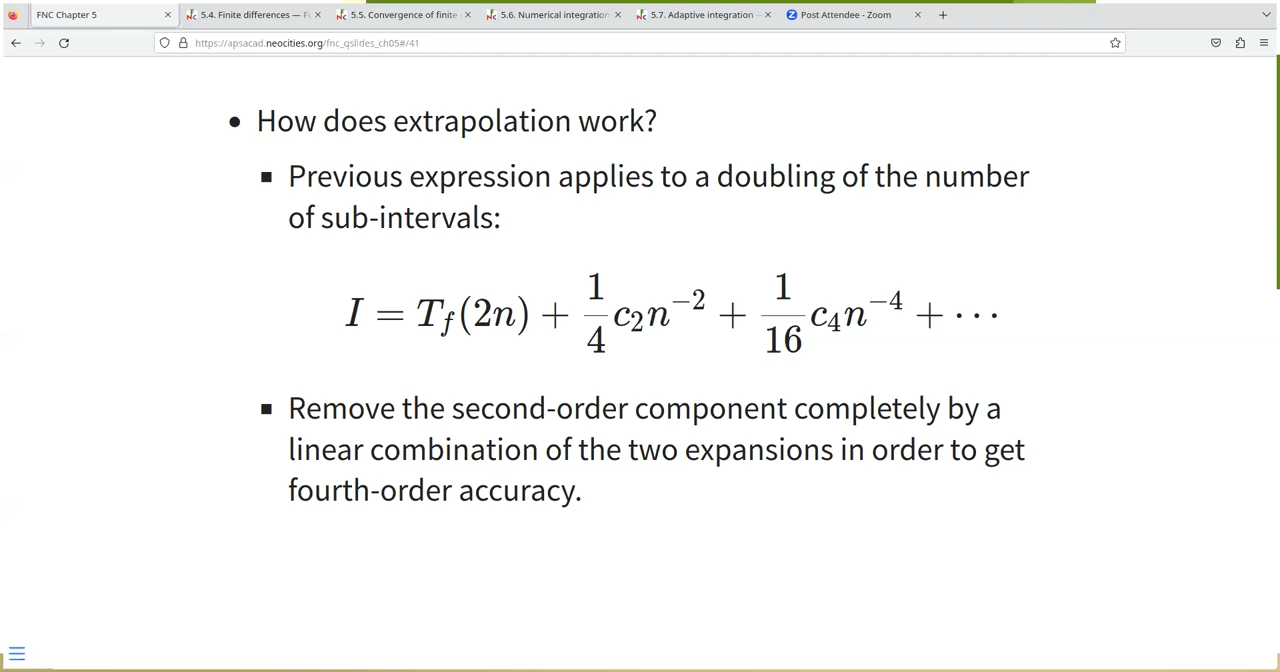 FNC Chapter 5
5.4. Finite differences — F
5.5. Convergence of finite
5.6. Numerical integration
5.7. Adaptive integration —
Post Attendee - Zoom
https://apsacad.neocities.org/fnc_qslides_ch05#/41
• How does extrapolation work?
▪ Previous expression applies to a doubling of the number
of sub-intervals:
I = T_f(2n) + \frac{1}{4} c_2 n^{-2} + \frac{1}{16} c_4 n^{-4} + ⋯
▪ Remove the second-order component completely by a
linear combination of the two expansions in order to get
fourth-order accuracy.